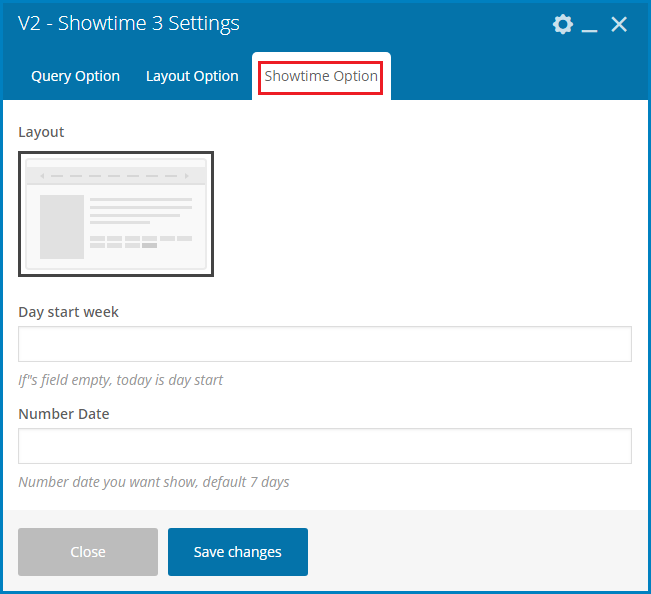 V2 - Showtime 3 Settings
Query Option Layout Option Showtime Option
Layout
Day start week
If"s field empty, today is day start
Number Date
Number date you want show, default 7 days
Close Save changes